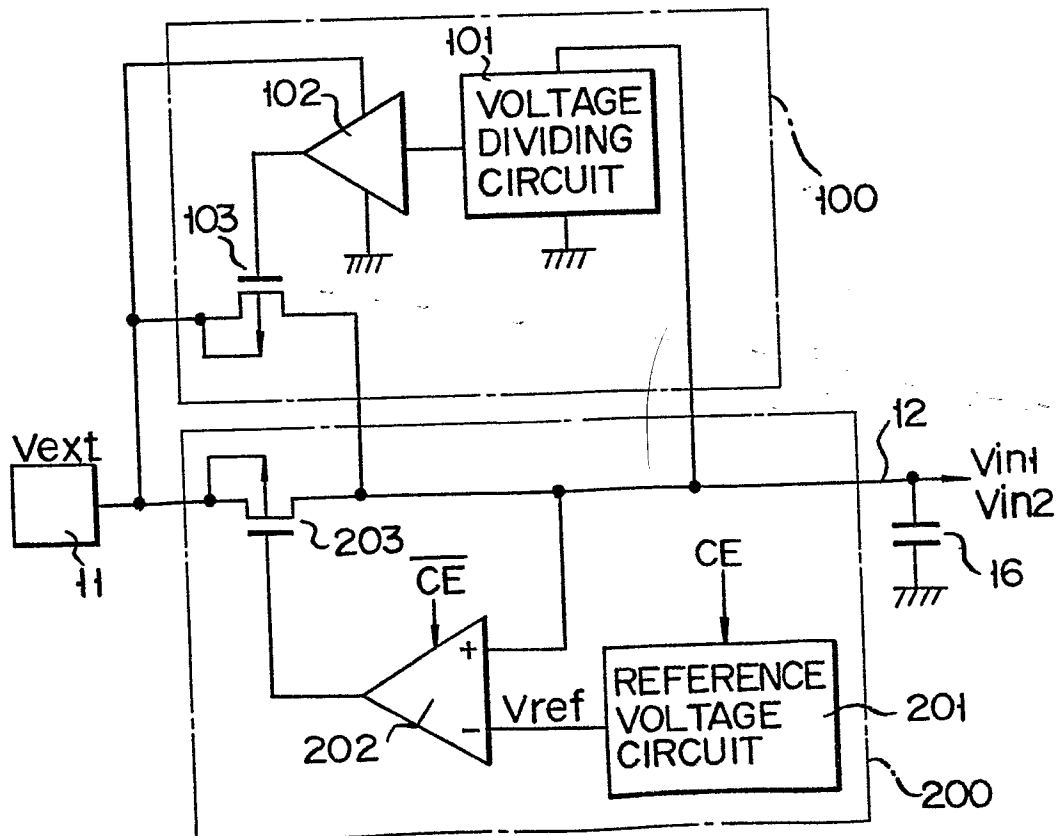 101
102
VOLTAGE
DIVIDING
CIRCUIT
100
103
Vext
12
Vin1
Vin2
203
11
CE
CE
16
+
REFERENCE
VOLTAGE
CIRCUIT
Vref
−
201
202
200